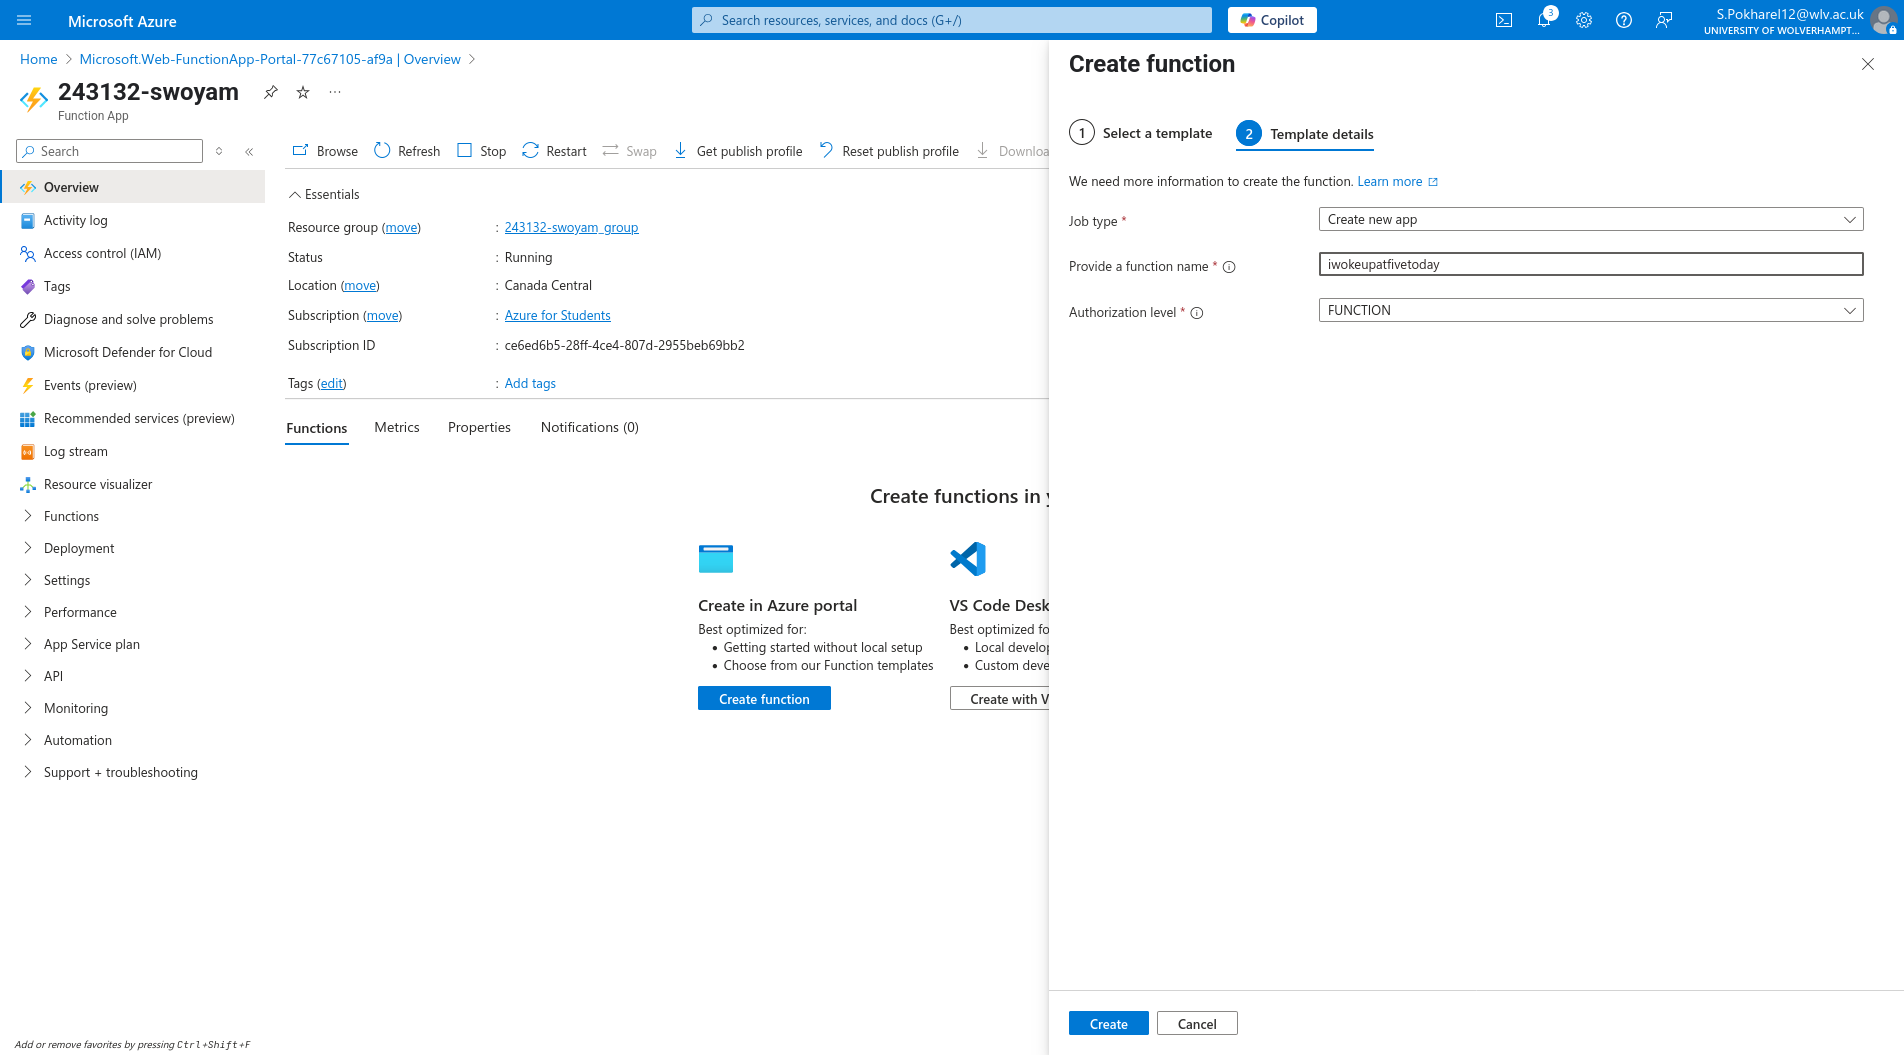 Microsoft Azure
Search resources, services, and docs (G+/)
Copilot
3
S.Pokharel12@wlv.ac.uk
UNIVERSITY OF WOLVERHAMPT...
Home
Microsoft.Web-FunctionApp-Portal-77c67105-af9a | Overview
243132-swoyam
...
Function App
Search
Overview
Activity log
Access control (IAM)
Tags
Diagnose and solve problems
Microsoft Defender for Cloud
Events (preview)
Recommended services (preview)
Log stream
Resource visualizer
Functions
Deployment
Settings
Performance
App Service plan
API
Monitoring
Automation
Support + troubleshooting
Add or remove favorites by pressing Ctrl+Shift+F
Browse Refresh Stop Restart Swap Get publish profile Reset publish profile Downloa
Essentials
Resource group (move) : 243132-swoyam_group
Status : Running
Location (move) : Canada Central
Subscription (move) : Azure for Students
Subscription ID : ce6ed6b5-28ff-4ce4-807d-2955beb69bb2
Tags (edit) : Add tags
Functions Metrics Properties Notifications (0)
Create functions in y
Create in Azure portal
Best optimized for:
• Getting started without local setup
• Choose from our Function templates
Create function
VS Code Desk
Best optimized fo
• Local develop
• Custom deve
Create with V
Create function
1 Select a template
2 Template details
We need more information to create the function. Learn more
Job type *
Create new app
Provide a function name *
iwokeupatfivetoday
Authorization level *
FUNCTION
Create
Cancel